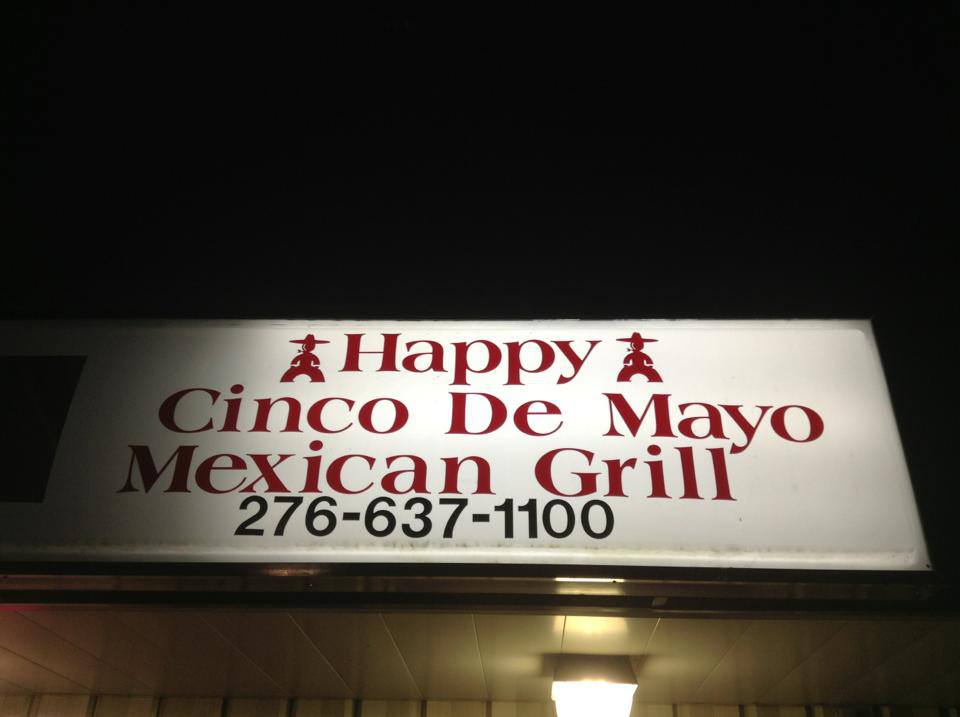 Happy
Cinco De Mayo
Mexican Grill
276-637-1100